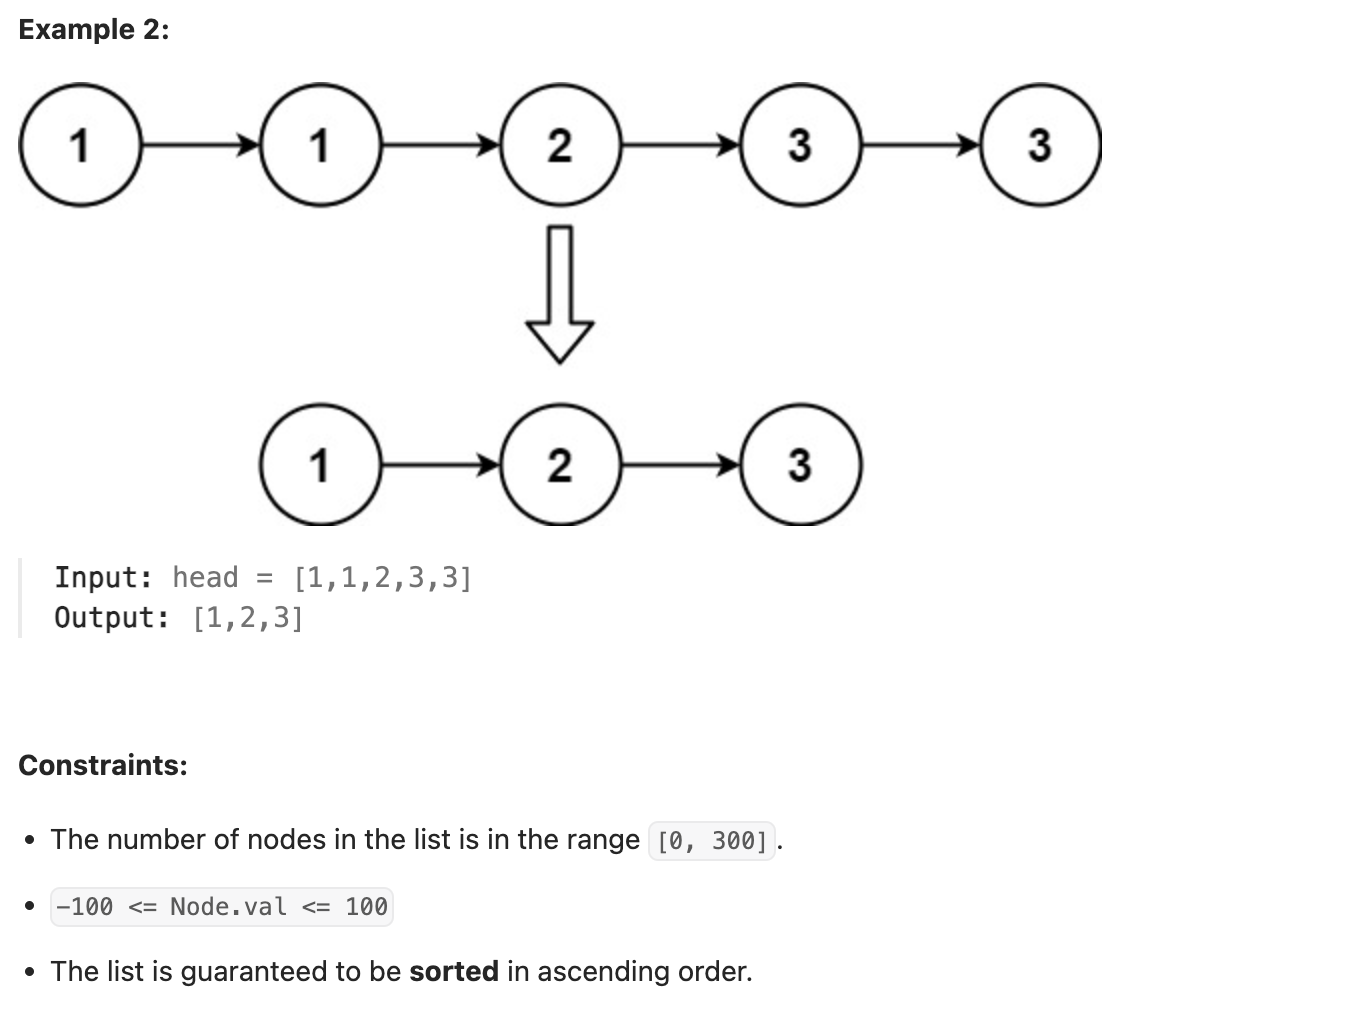 Example 2:
1 1 2 3 3
1 2 3
Input: head = [1,1,2,3,3]
Output: [1,2,3]
Constraints:
• The number of nodes in the list is in the range [0, 300].
• -100 <= Node.val <= 100
• The list is guaranteed to be sorted in ascending order.